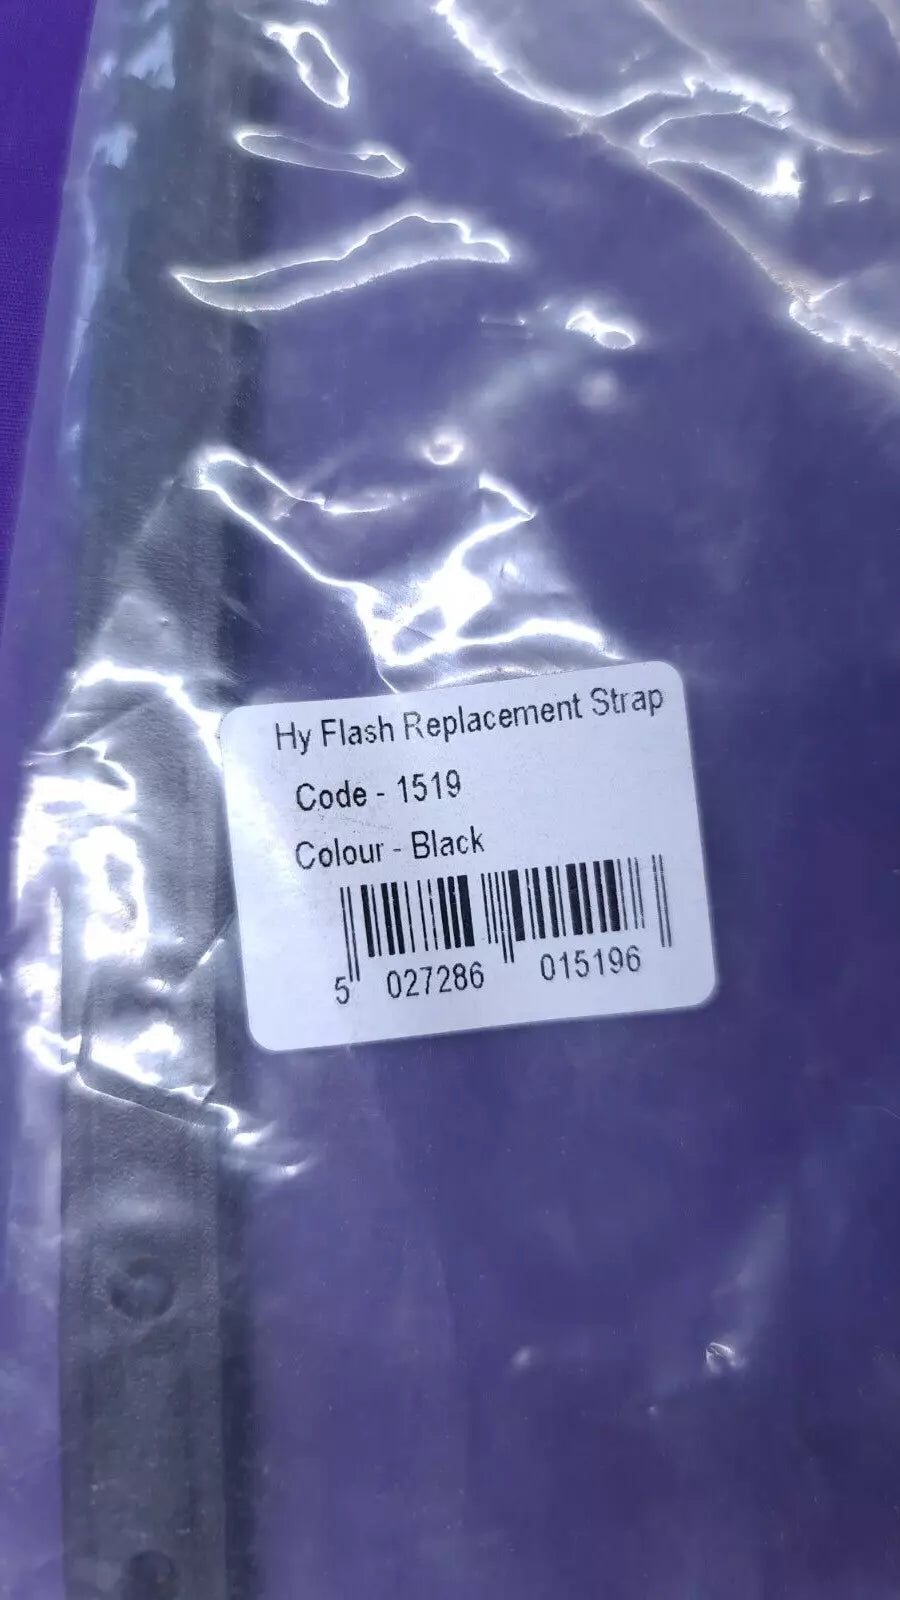 Hy Flash Replacement Strap
Code - 1519
Colour - Black
5 027286 015196